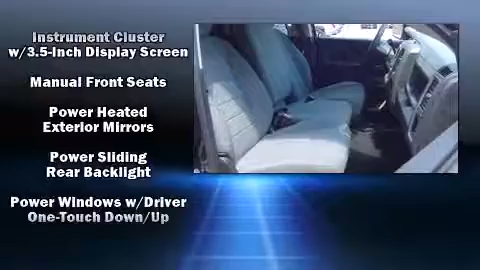 Instrument Cluster
w/3.5-Inch Display Screen
Manual Front Seats
Power Heated
Exterior Mirrors
Power Sliding
Rear Backlight
Power Windows w/Driver
One-Touch Down/Up